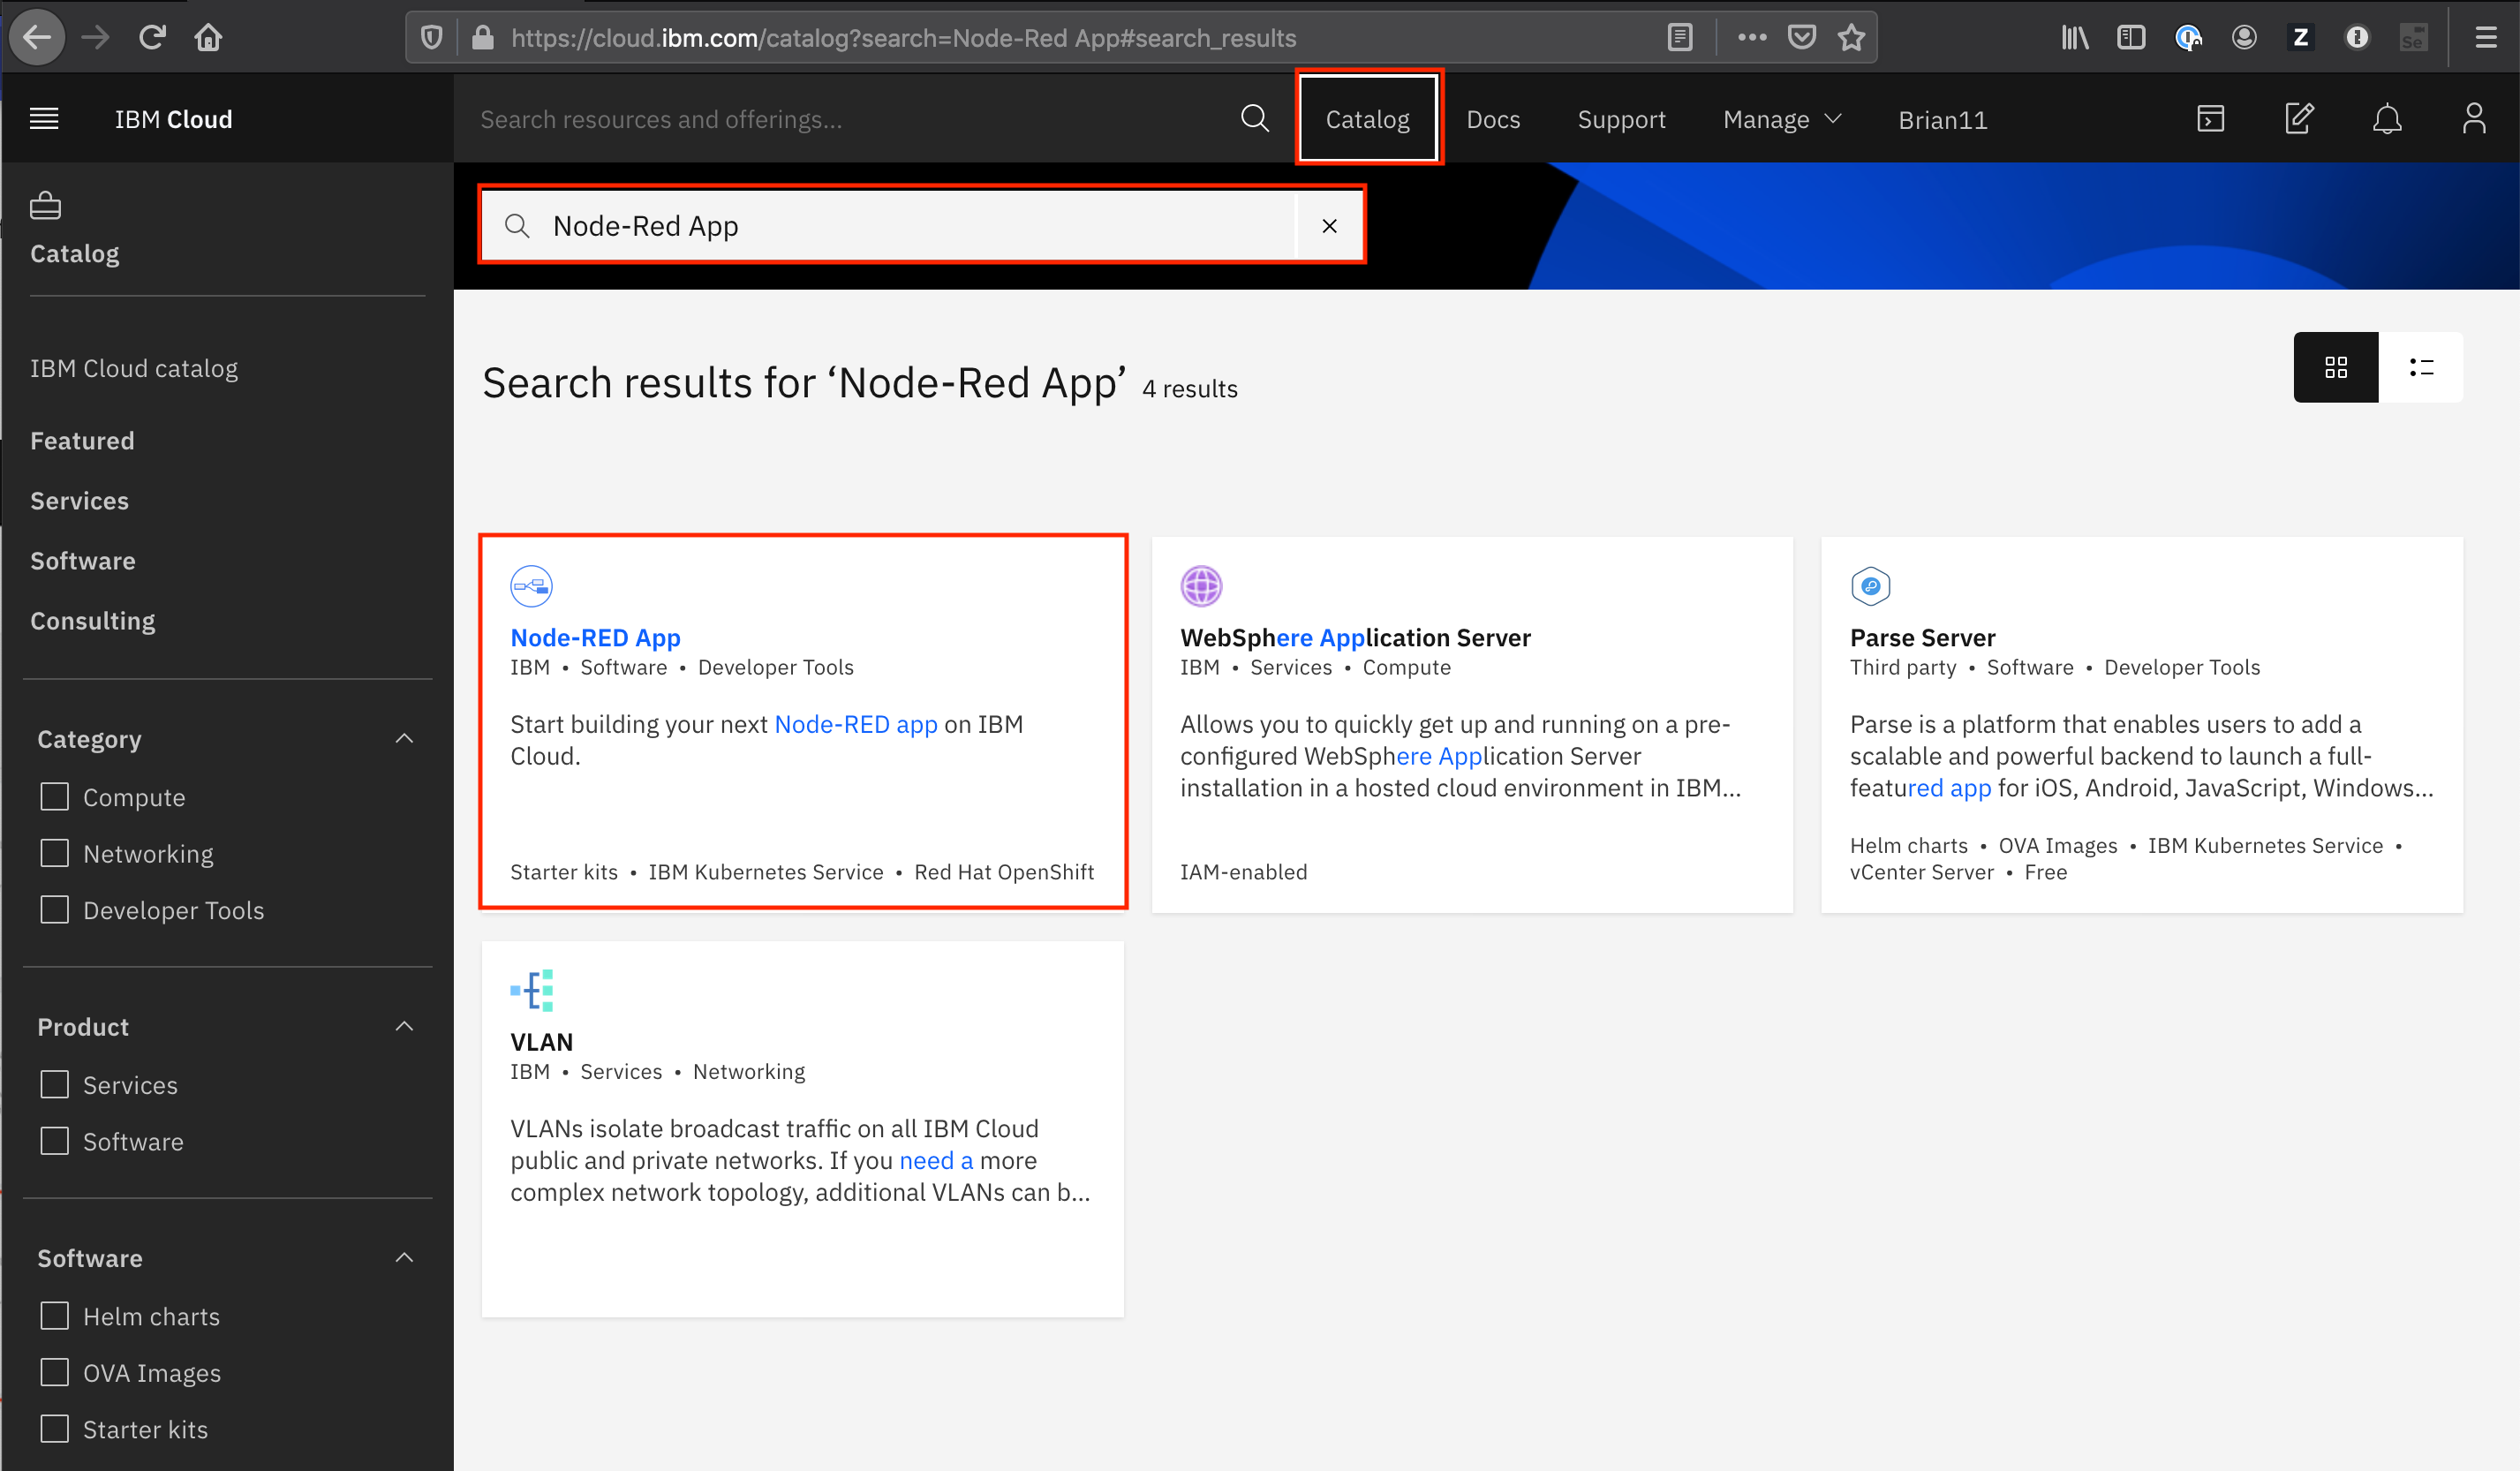 https://cloud.ibm.com/catalog?search=Node-Red App#search_results
Z
Se
IBM Cloud
Search resources and offerings...
Catalog
Docs
Support
Manage
Brian11
Catalog
IBM Cloud catalog
Featured
Services
Software
Consulting
Category
Compute
Networking
Developer Tools
Product
Services
Software
Software
Helm charts
OVA Images
Starter kits
Node-Red App
Search results for ‘Node-Red App’ 4 results
Node-RED App
IBM • Software • Developer Tools
Start building your next Node-RED app on IBM
Cloud.
Starter kits • IBM Kubernetes Service • Red Hat OpenShift
WebSphere Application Server
IBM • Services • Compute
Allows you to quickly get up and running on a pre-
configured WebSphere Application Server
installation in a hosted cloud environment in IBM...
IAM-enabled
Parse Server
Third party • Software • Developer Tools
Parse is a platform that enables users to add a
scalable and powerful backend to launch a full-
featured app for iOS, Android, JavaScript, Windows...
Helm charts • OVA Images • IBM Kubernetes Service •
vCenter Server • Free
VLAN
IBM • Services • Networking
VLANs isolate broadcast traffic on all IBM Cloud
public and private networks. If you need a more
complex network topology, additional VLANs can b...